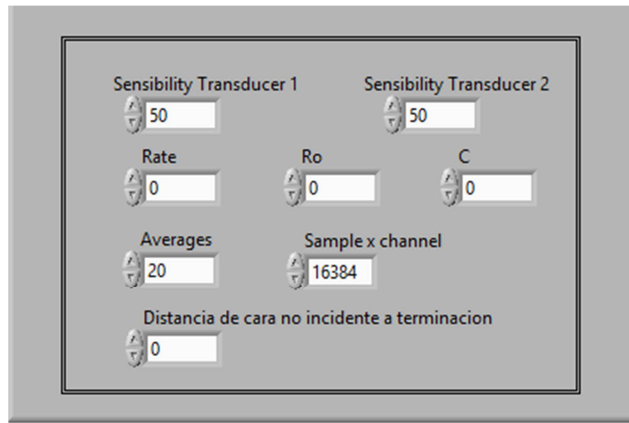 Sensibility Transducer 1 Sensibility Transducer 2
50 50
Rate Ro C
0 0 0
Averages Sample x channel
20 16384
Distancia de cara no incidente a terminacion
0